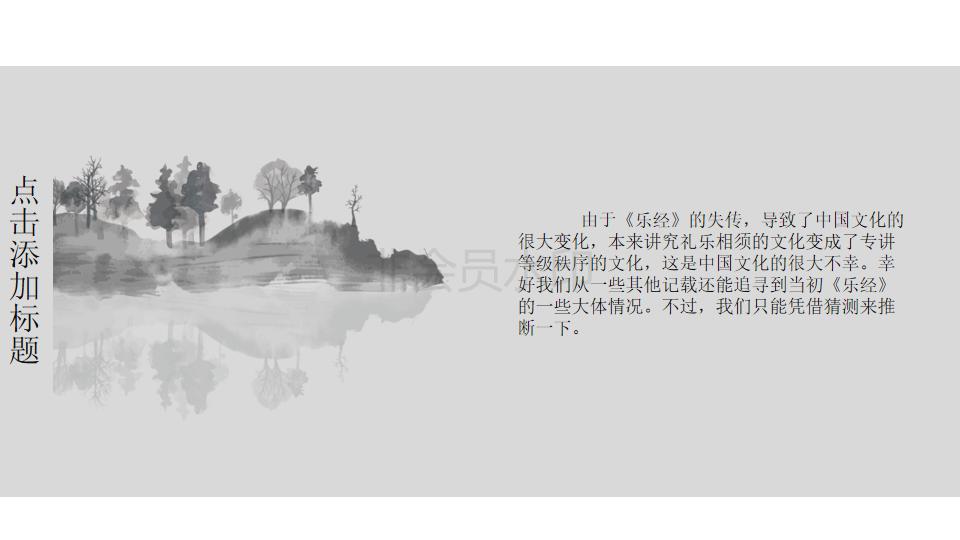 点击添加标题
由于《乐经》的失传，导致了中国文化的
很大变化，本来讲究礼乐相须的文化变成了专讲
等级秩序的文化，这是中国文化的很大不幸。幸
好我们从一些其他记载还能追寻到当初《乐经》
的一些大体情况。不过，我们只能凭借猜测来推
断一下。